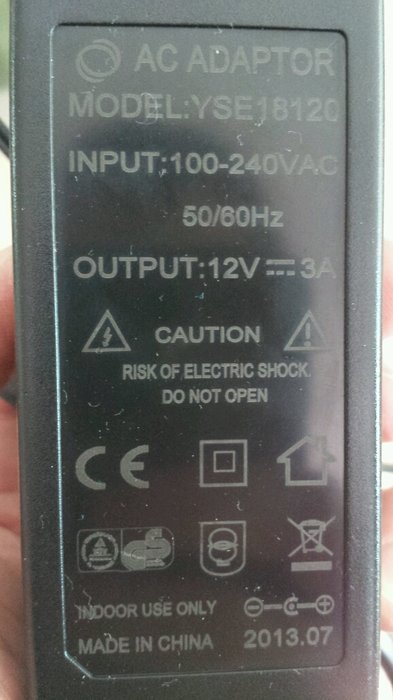 AC ADAPTOR
MODEL:YSE18120
INPUT:100-240VAC
50/60Hz
OUTPUT:12V⎓3A
CAUTION
RISK OF ELECTRIC SHOCK.
DO NOT OPEN
CE
GS
INDOOR USE ONLY
MADE IN CHINA 2013.07